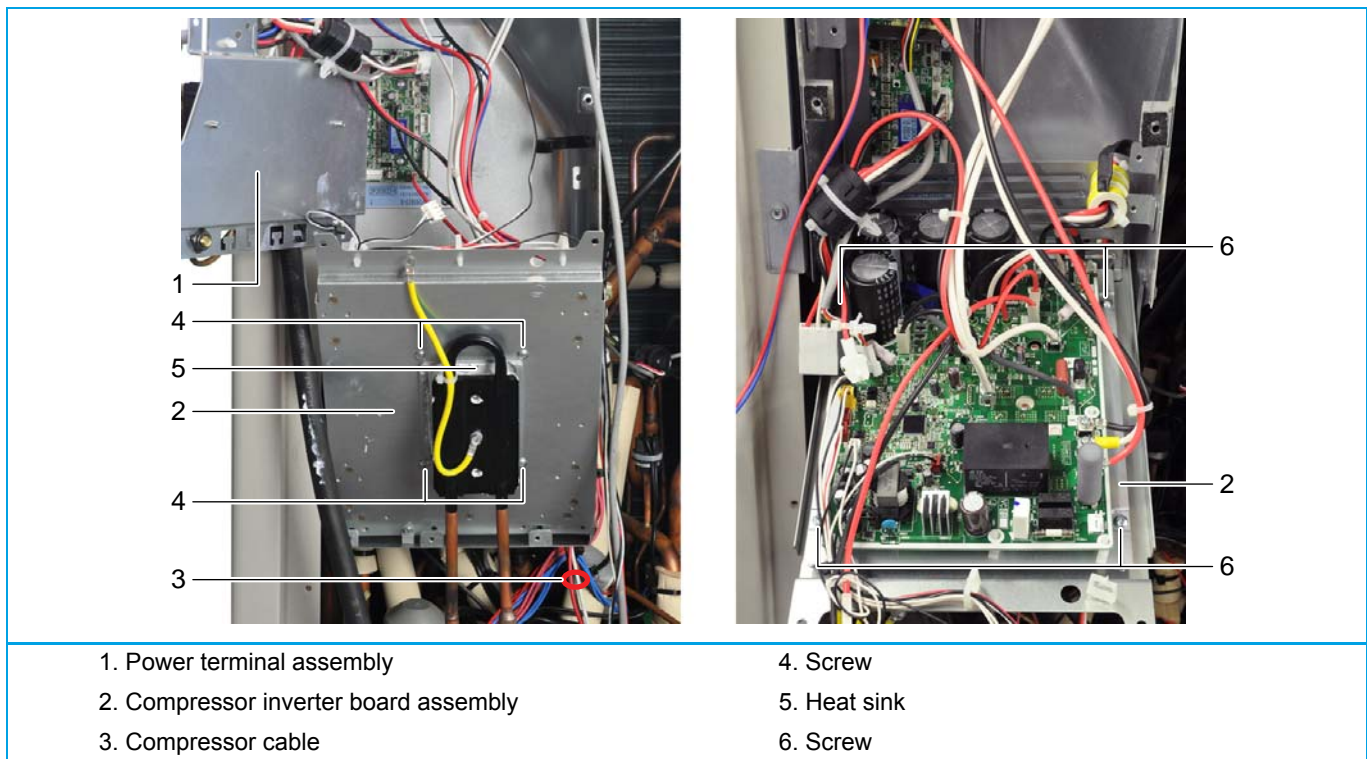 1
4
5
2
4
3
6
2
6
1. Power terminal assembly
2. Compressor inverter board assembly
3. Compressor cable
4. Screw
5. Heat sink
6. Screw